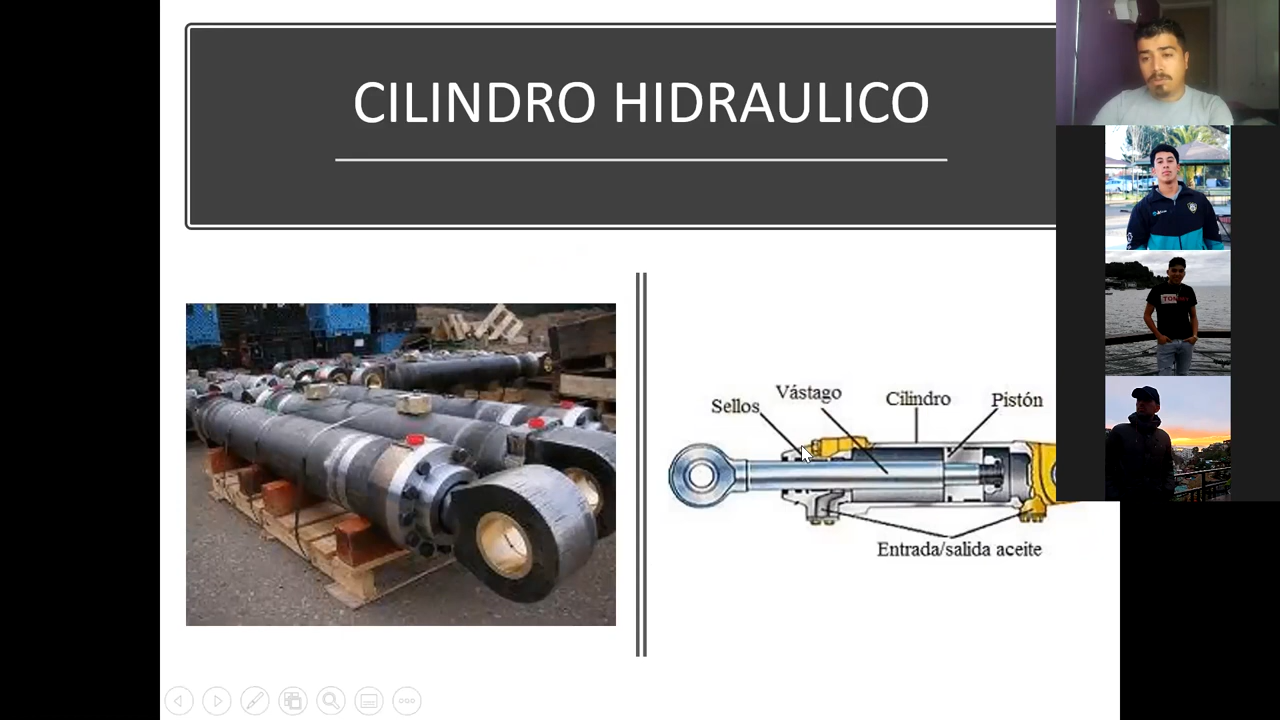 CILINDRO HIDRAULICO
Vástago
Cilindro
Pistón
Sellos
Entrada/salida aceite